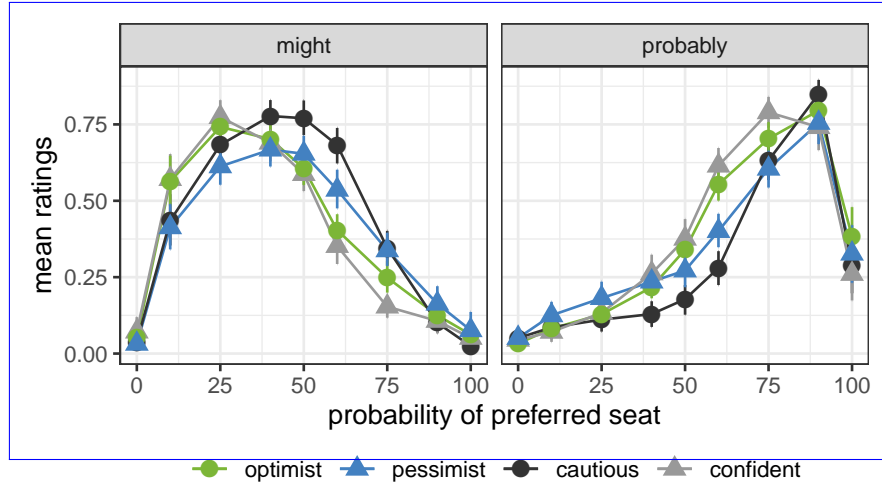 might probably
mean ratings
0.75
0.50
0.25
0.00
0 25 50 75 100 0 25 50 75 100
probability of preferred seat
optimist pessimist cautious confident